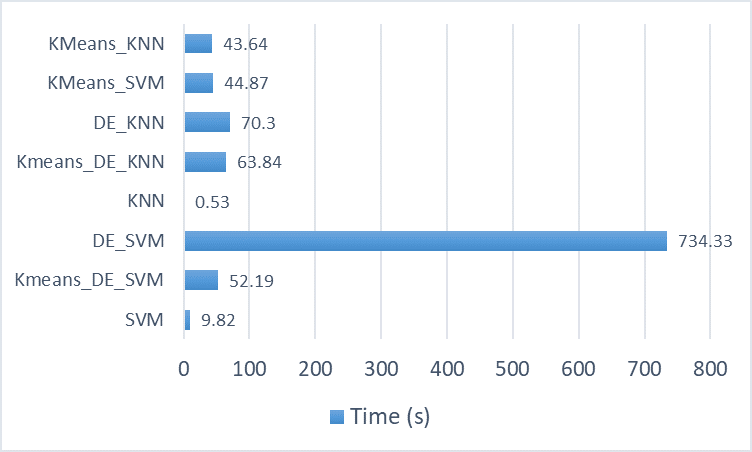 KMeans_KNN 43.64
KMeans_SVM 44.87
DE_KNN 70.3
Kmeans_DE_KNN 63.84
KNN 0.53
DE_SVM 734.33
Kmeans_DE_SVM 52.19
SVM 9.82
0 100 200 300 400 500 600 700 800
Time (s)